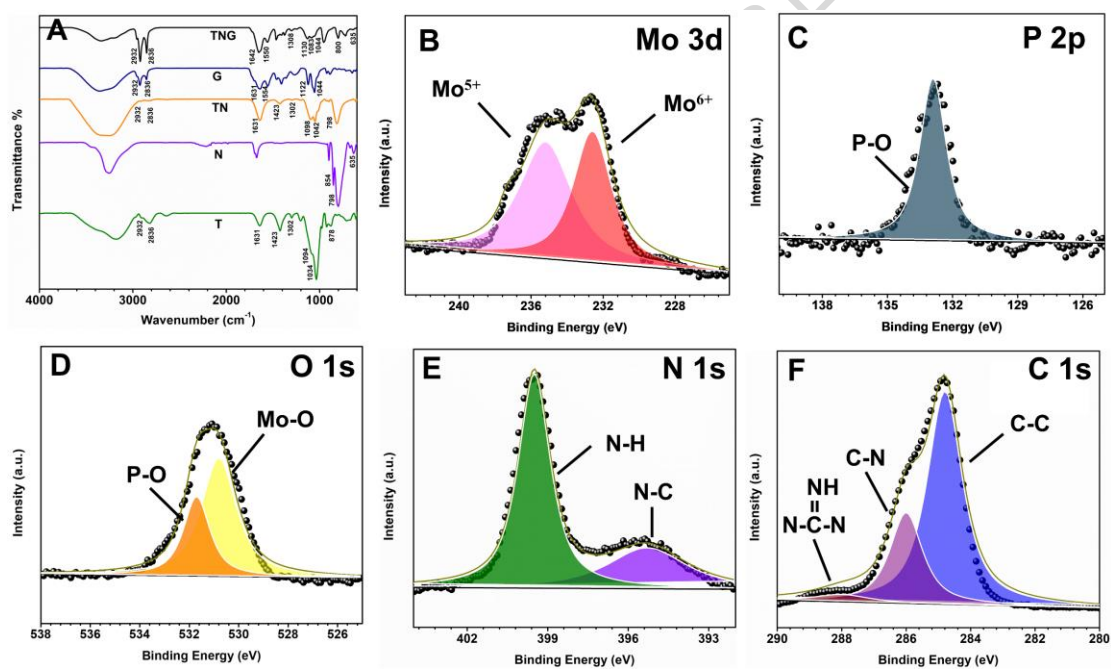 A
TNG
2932
2836
1642
1550
1308
1130
1083
1044
800
635
G
2932
2836
1631
1122
1044
TN
2932
2836
1631
1423
1302
1098
1042
798
N
854
798
635
T
2932
2836
1631
1423
1302
1094
1034
878
Transmittance %
4000 3000 2000 1000
Wavenumber (cm-1)
B
Mo 3d
Mo5+
Mo6+
Intensity (a.u.)
240 236 232 228
Binding Energy (eV)
C
P 2p
P-O
Intensity (a.u.)
138 135 132 129 126
Binding Energy (eV)
D
O 1s
Mo-O
P-O
Intensity (a.u.)
538 536 534 532 530 528 526
Binding Energy (eV)
E
N 1s
N-H
N-C
Intensity (a.u.)
402 399 396 393
Binding Energy (eV)
F
C 1s
C-C
C-N
NH
=
N-C-N
Intensity (a.u.)
290 288 286 284 282 280
Binding Energy (eV)